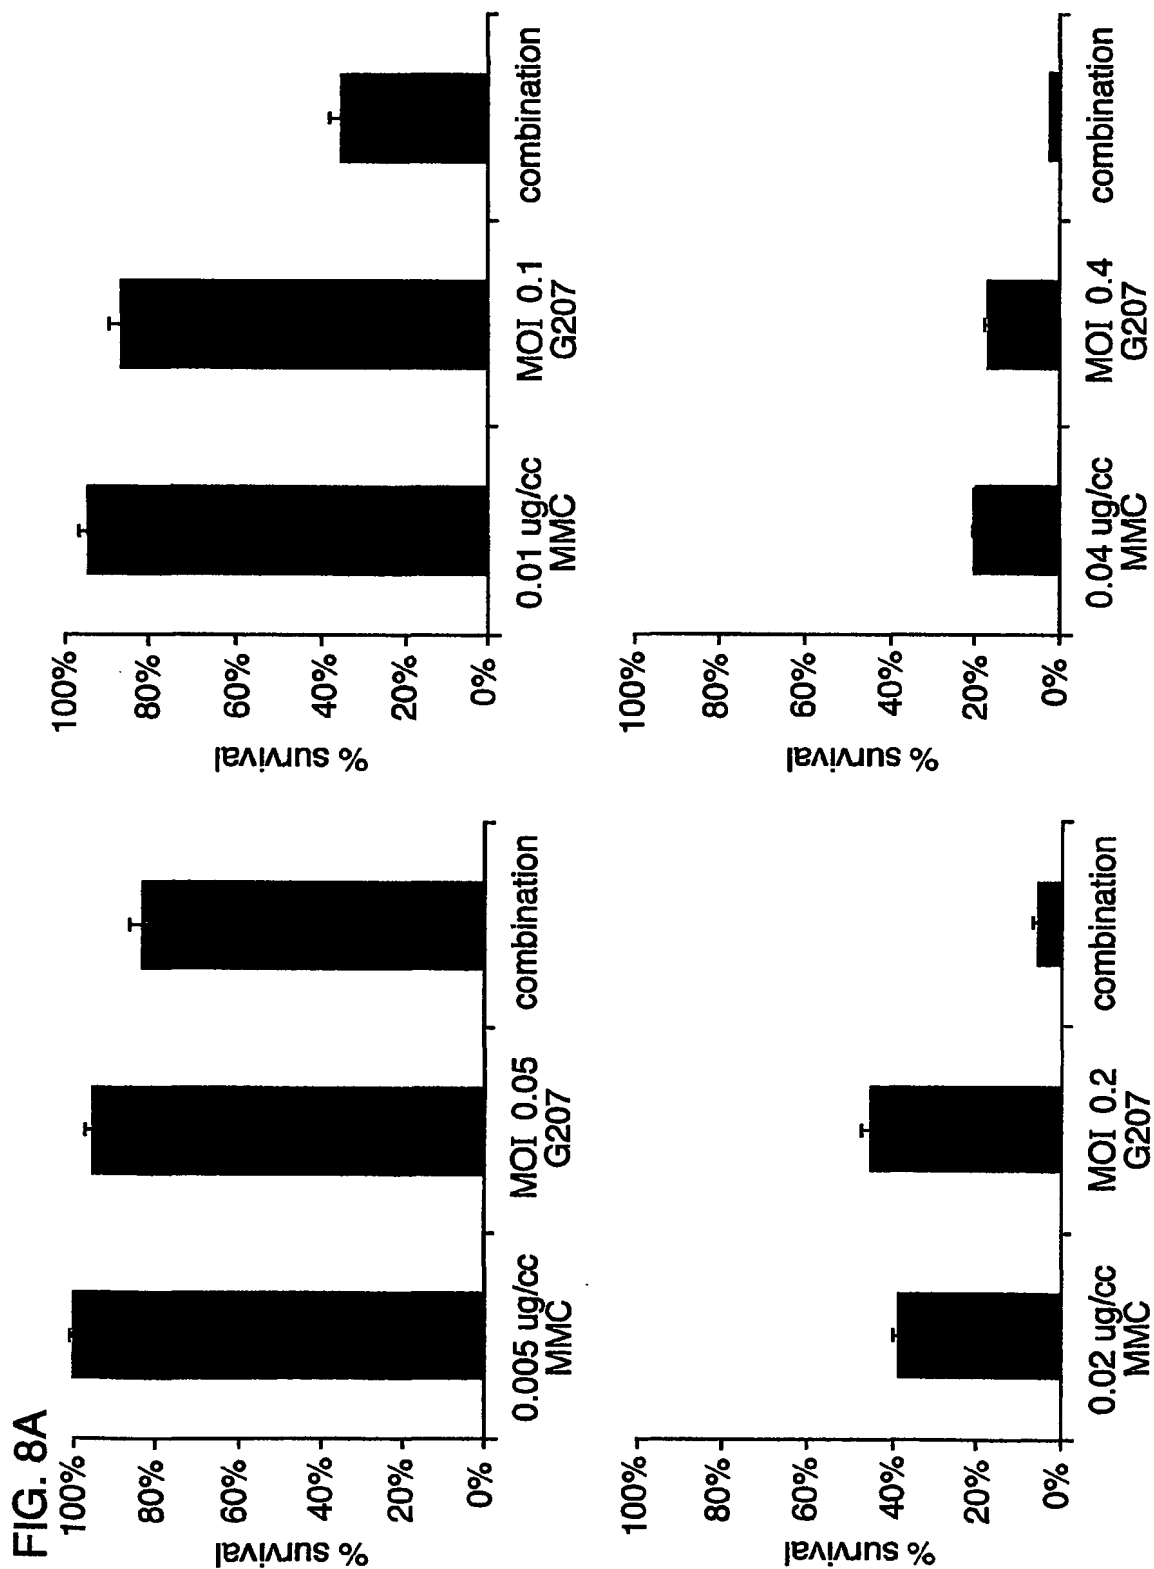 FIG. 8A
% survival
100%
80%
60%
40%
20%
0%
0.005 ug/cc
MMC
MOI 0.05
G207
combination
% survival
100%
80%
60%
40%
20%
0%
0.01 ug/cc
MMC
MOI 0.1
G207
combination
% survival
100%
80%
60%
40%
20%
0%
0.02 ug/cc
MMC
MOI 0.2
G207
combination
% survival
100%
80%
60%
40%
20%
0%
0.04 ug/cc
MMC
MOI 0.4
G207
combination